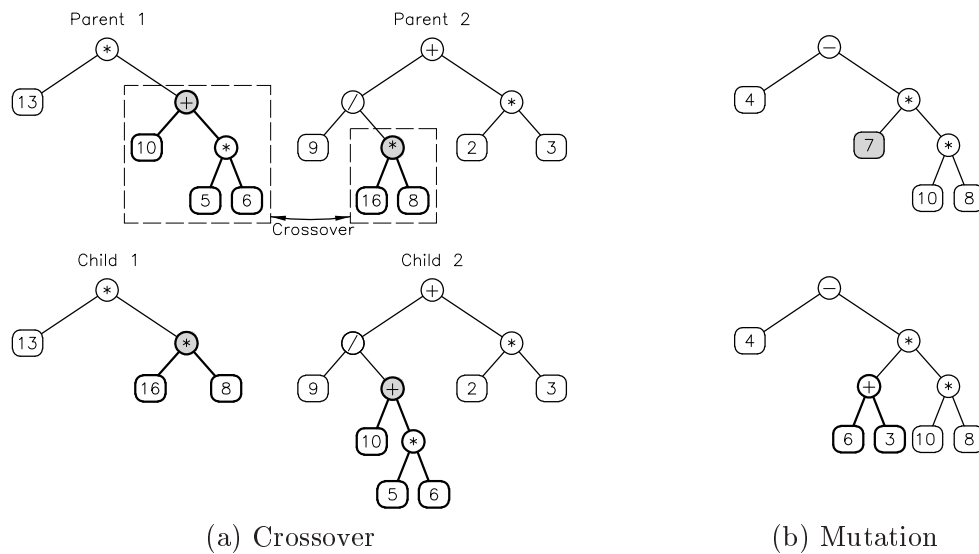 Parent 1 Parent 2
* + −
13 + / * 4 *
10 * 9 * 2 3 7 *
5 6 16 8 10 8
Crossover
Child 1 Child 2
* + −
13 * / * 4 *
16 8 9 + 2 3 + *
10 * 6 3 10 8
5 6
(a) Crossover (b) Mutation